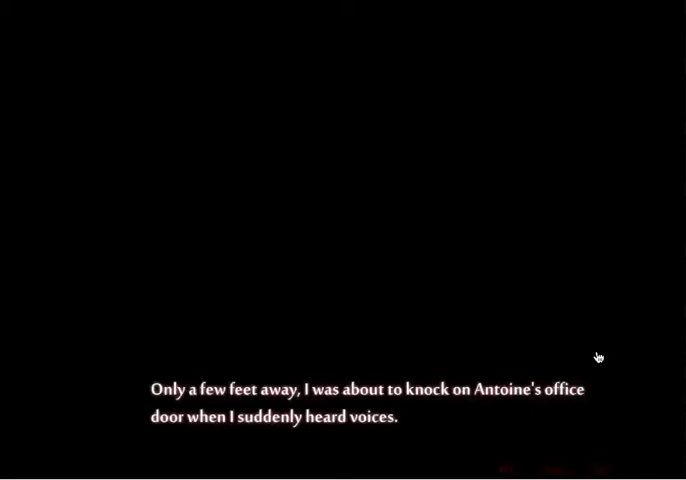 Only a few feet away, I was about to knock on Antoine's office
door when I suddenly heard voices.